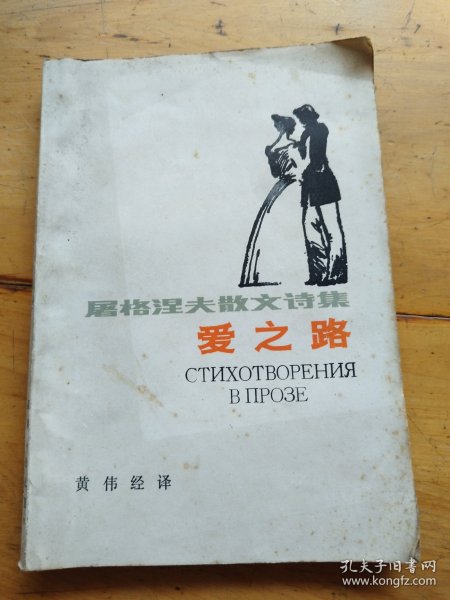 屠格涅夫散文诗集
爱之路
СТИХОТВОРЕНИЯ
В ПРОЗЕ
黄伟经译
孔夫子旧书网
www.kongfz.com